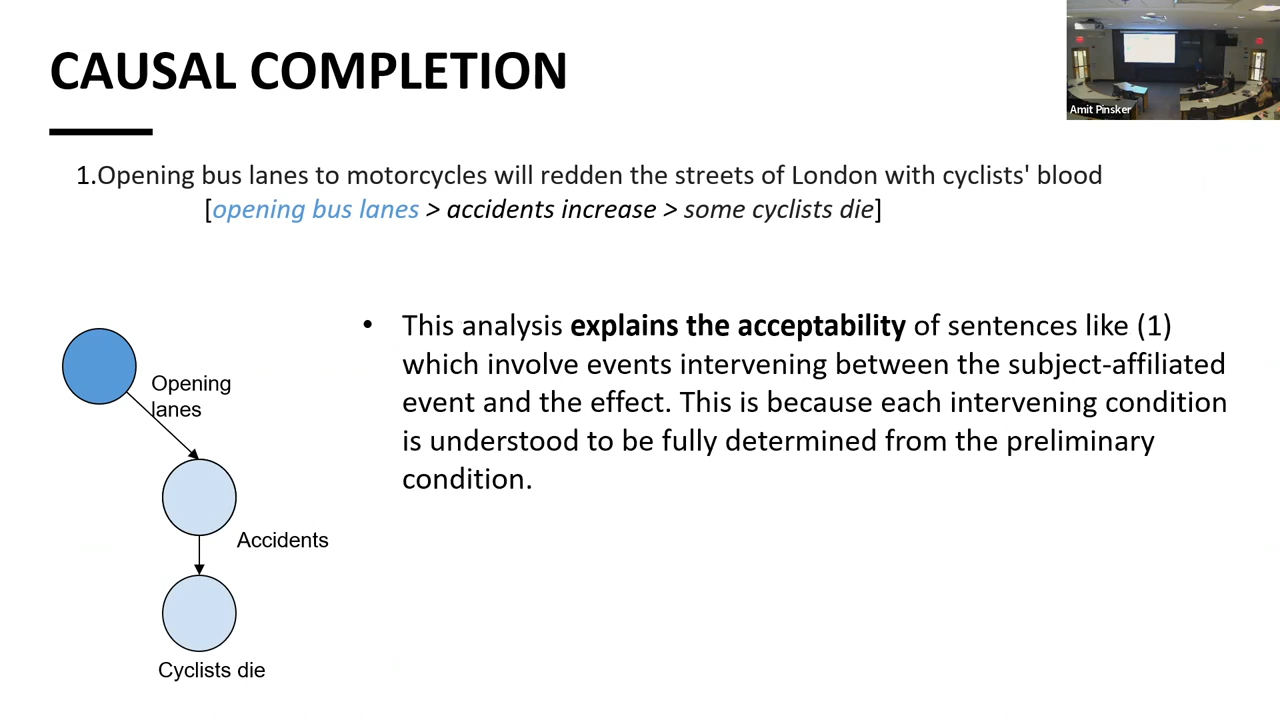 CAUSAL COMPLETION
Amit Pinsker
1.Opening bus lanes to motorcycles will redden the streets of London with cyclists' blood
[opening bus lanes > accidents increase > some cyclists die]
• This analysis explains the acceptability of sentences like (1)
which involve events intervening between the subject-affiliated
event and the effect. This is because each intervening condition
is understood to be fully determined from the preliminary
condition.
Opening
lanes
Accidents
Cyclists die